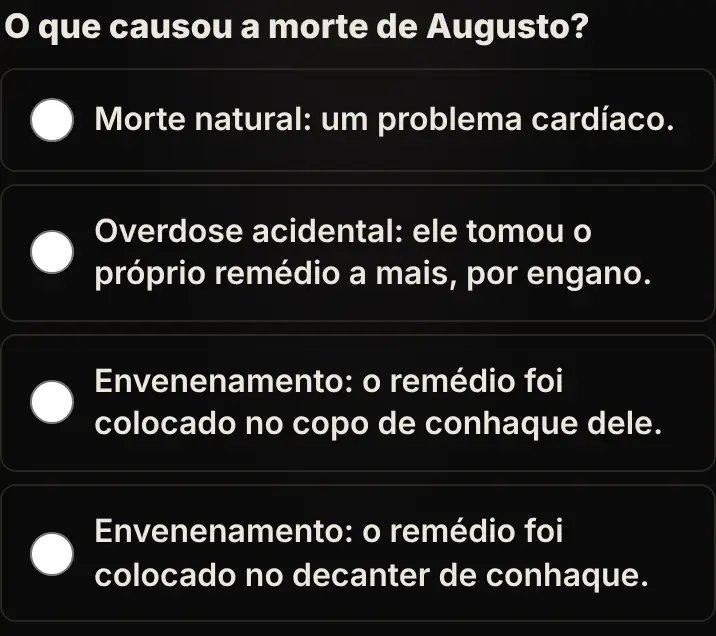 O que causou a morte de Augusto?
Morte natural: um problema cardíaco.
Overdose acidental: ele tomou o
próprio remédio a mais, por engano.
Envenenamento: o remédio foi
colocado no copo de conhaque dele.
Envenenamento: o remédio foi
colocado no decanter de conhaque.